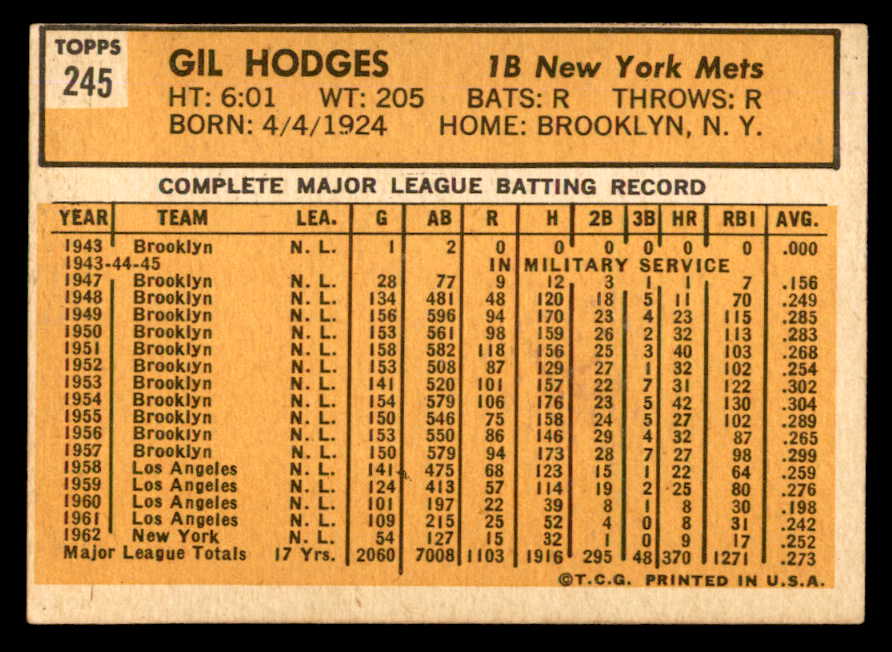 TOPPS
245
GIL HODGES 1B New York Mets
HT: 6:01 WT: 205 BATS: R THROWS: R
BORN: 4/4/1924 HOME: BROOKLYN, N. Y.
COMPLETE MAJOR LEAGUE BATTING RECORD
YEAR TEAM LEA. G AB R H 2B 3B HR RBI AVG.
1943 Brooklyn N. L. 1 2 0 0 0 0 0 0 .000
1943-44-45 IN MILITARY SERVICE
1947 Brooklyn N. L. 28 77 9 12 3 1 1 7 .156
1948 Brooklyn N. L. 134 481 48 120 18 5 11 70 .249
1949 Brooklyn N. L. 156 596 94 170 23 4 23 115 .285
1950 Brooklyn N. L. 153 561 98 159 26 2 32 113 .283
1951 Brooklyn N. L. 158 582 118 156 25 3 40 103 .268
1952 Brooklyn N. L. 153 508 87 129 27 1 32 102 .254
1953 Brooklyn N. L. 141 520 101 157 22 7 31 122 .302
1954 Brooklyn N. L. 154 579 106 176 23 5 42 130 .304
1955 Brooklyn N. L. 150 546 75 158 24 5 27 102 .289
1956 Brooklyn N. L. 153 550 86 146 29 4 32 87 .265
1957 Brooklyn N. L. 150 579 94 173 28 7 27 98 .299
1958 Los Angeles N. L. 141 475 68 123 15 1 22 64 .259
1959 Los Angeles N. L. 124 413 57 114 19 2 25 80 .276
1960 Los Angeles N. L. 101 197 22 39 8 1 8 30 .198
1961 Los Angeles N. L. 109 215 25 52 4 0 8 31 .242
1962 New York N. L. 54 127 15 32 1 0 9 17 .252
Major League Totals 17 Yrs. 2060 7008 1103 1916 295 48 370 1271 .273
©T.C.G. PRINTED IN U.S.A.